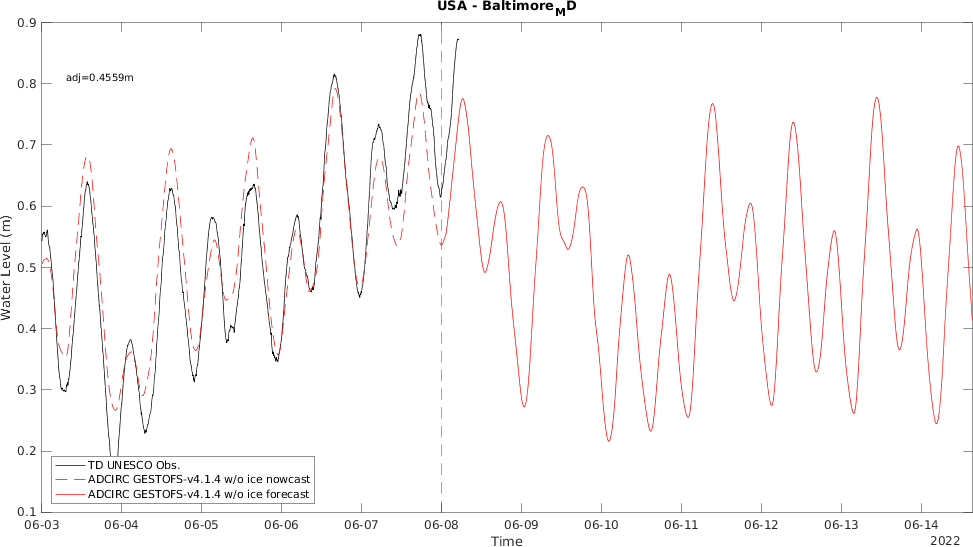 USA - Baltimore_MD
0.9
adj=0.4559m
0.8
0.7
0.6
0.5
0.4
0.3
0.2
0.1
Water Level (m)
TD UNESCO Obs.
ADCIRC GESTOFS-v4.1.4 w/o ice nowcast
ADCIRC GESTOFS-v4.1.4 w/o ice forecast
06-03 06-04 06-05 06-06 06-07 06-08 06-09 06-10 06-11 06-12 06-13 06-14
Time
2022